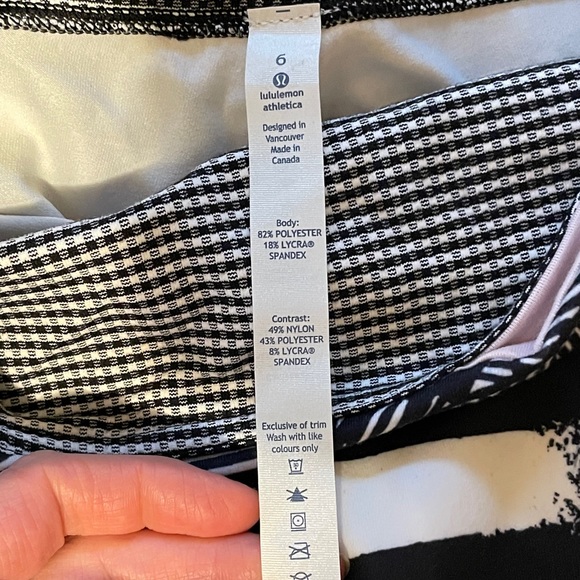 6
lululemon
athletica
Designed in
Vancouver
Made in
Canada
Body:
82% POLYESTER
18% LYCRA®
SPANDEX
Contrast:
49% NYLON
43% POLYESTER
8% LYCRA®
SPANDEX
Exclusive of trim
Wash with like
colours only